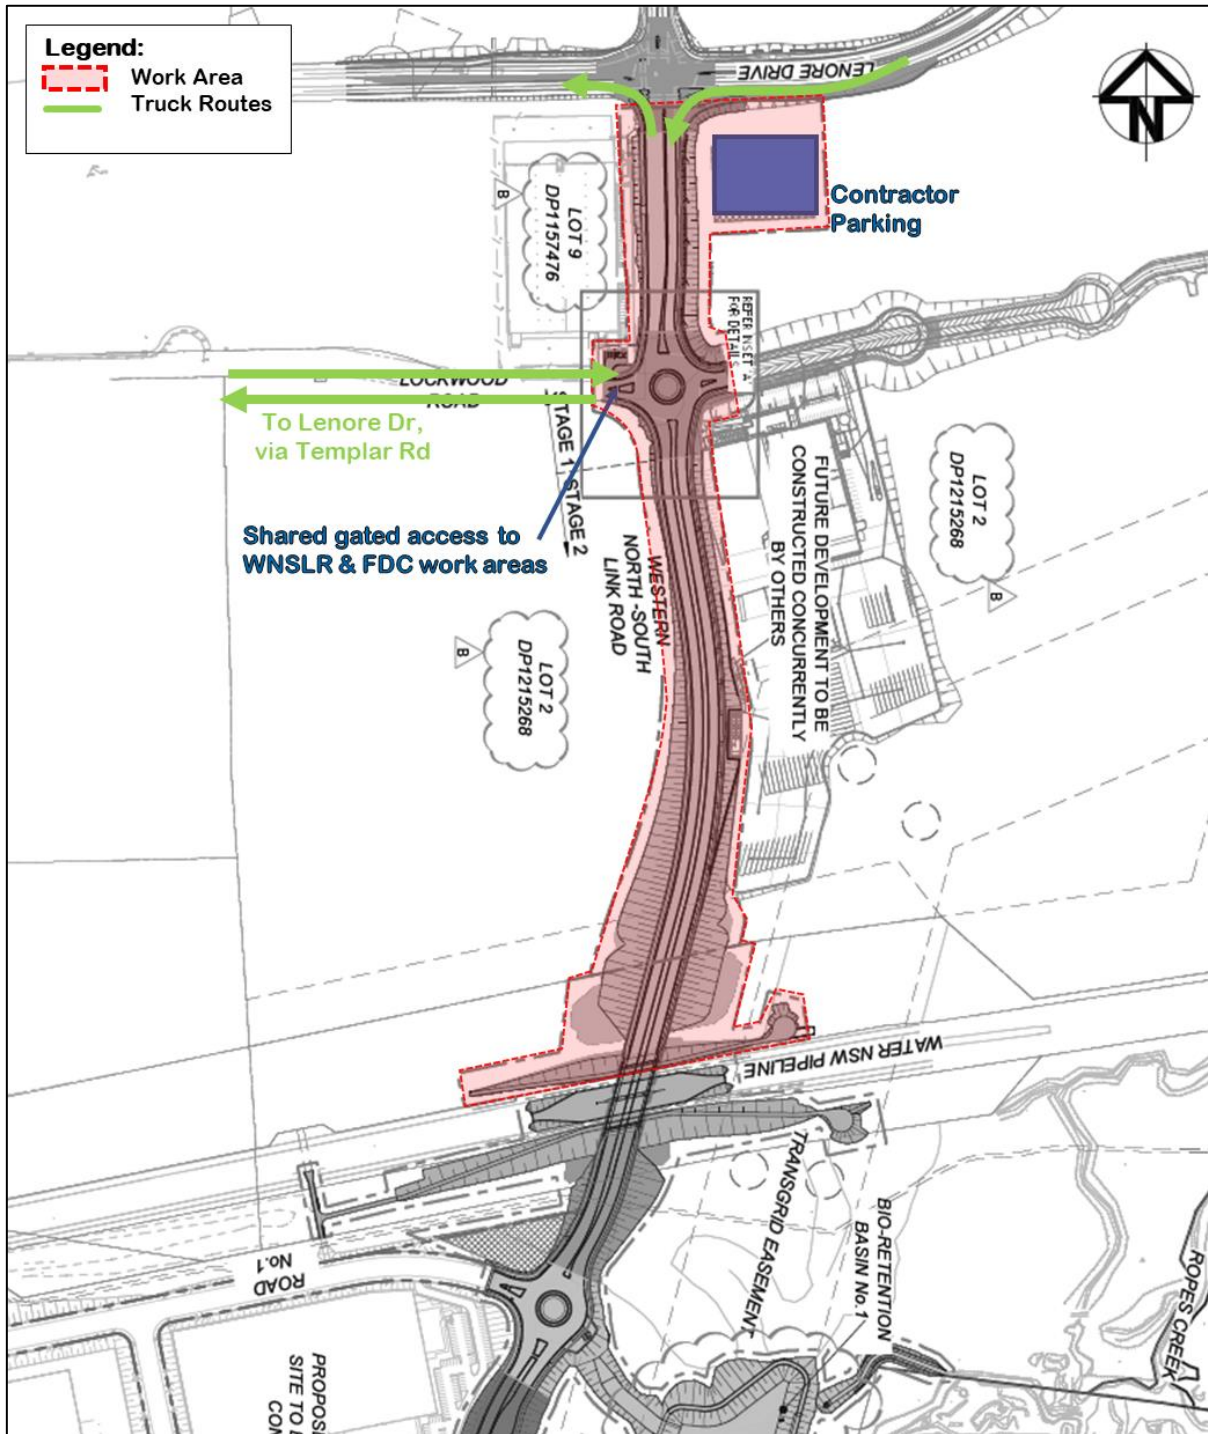 Legend:
Work Area
Truck Routes
LENORE DRIVE
N
Contractor
Parking
B
LOT 9
DP1157476
REFER INSET 'A'
FOR DETAILS
LOCKWOOD
ROAD
To Lenore Dr,
via Templar Rd
STAGE 1
STAGE 2
Shared gated access to
WNSLR & FDC work areas
WESTERN
NORTH -SOUTH
LINK ROAD
FUTURE DEVELOPMENT TO BE
CONSTRUCTED CONCURRENTLY
BY OTHERS
LOT 2
DP1215268
B
LOT 2
DP1215268
B
WATER NSW PIPELINE
TRANSGRID EASEMENT
BIO-RETENTION
BASIN No.1
ROPES CREEK
ROAD
No.1
PROPOSE
SITE TO
COM